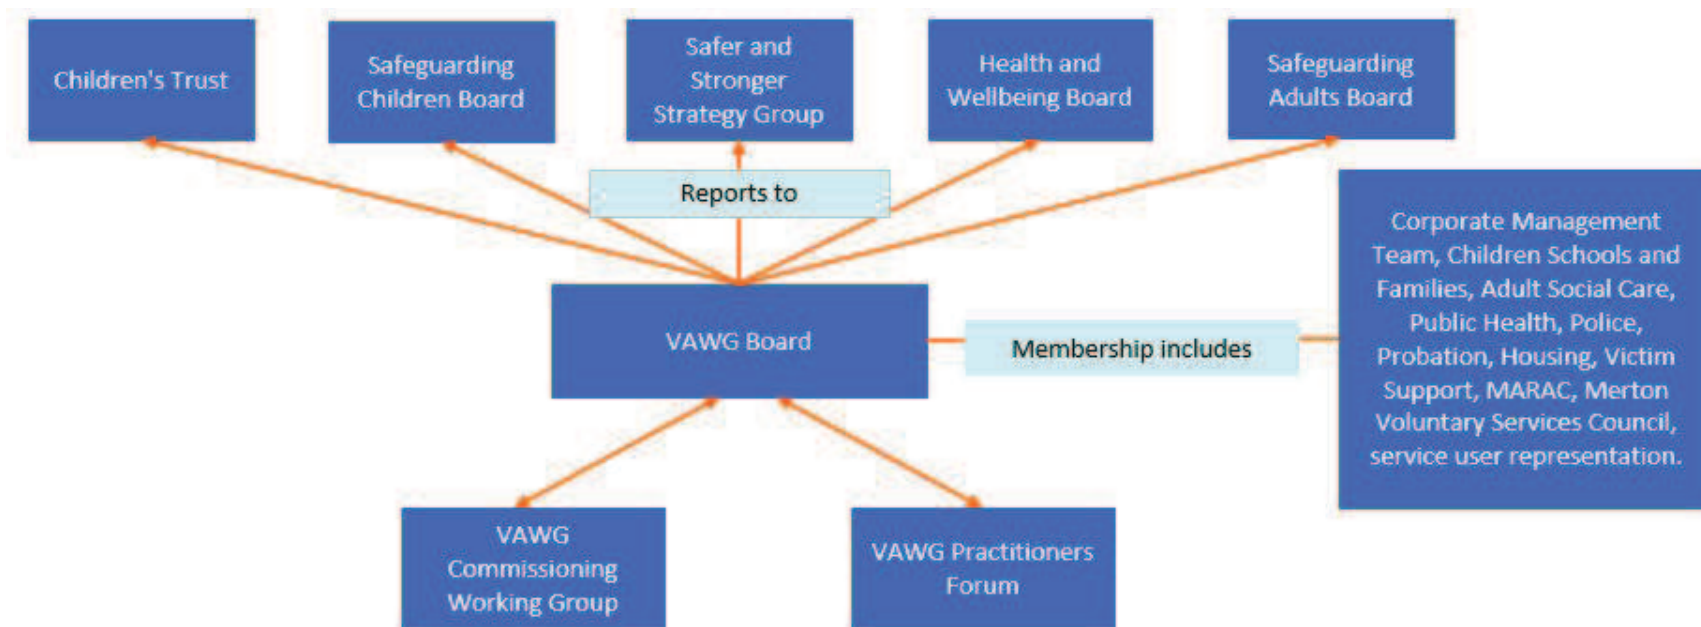 Children's Trust
Safeguarding
Children Board
Safer and
Stronger
Strategy Group
Health and
Wellbeing Board
Safeguarding
Adults Board
Reports to
Corporate Management
Team, Children Schools and
Families, Adult Social Care,
Public Health, Police,
Probation, Housing, Victim
Support, MARAC, Merton
Voluntary Services Council,
service user representation.
VAWG Board
Membership includes
VAWG
Commissioning
Working Group
VAWG Practitioners
Forum